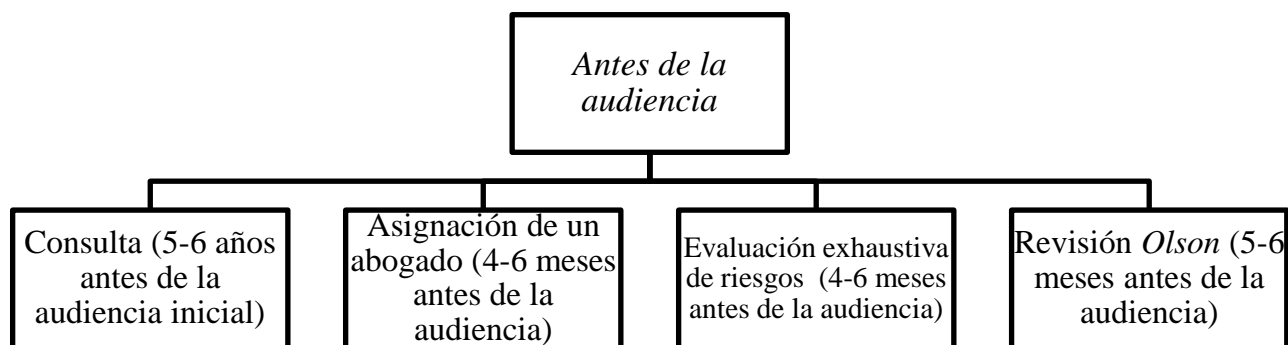 Antes de la
audiencia
Consulta (5-6 años
antes de la
audiencia inicial)
Asignación de un
abogado (4-6 meses
antes de la
audiencia)
Evaluación exhaustiva
de riesgos (4-6 meses
antes de la audiencia)
Revisión Olson (5-6
meses antes de la
audiencia)